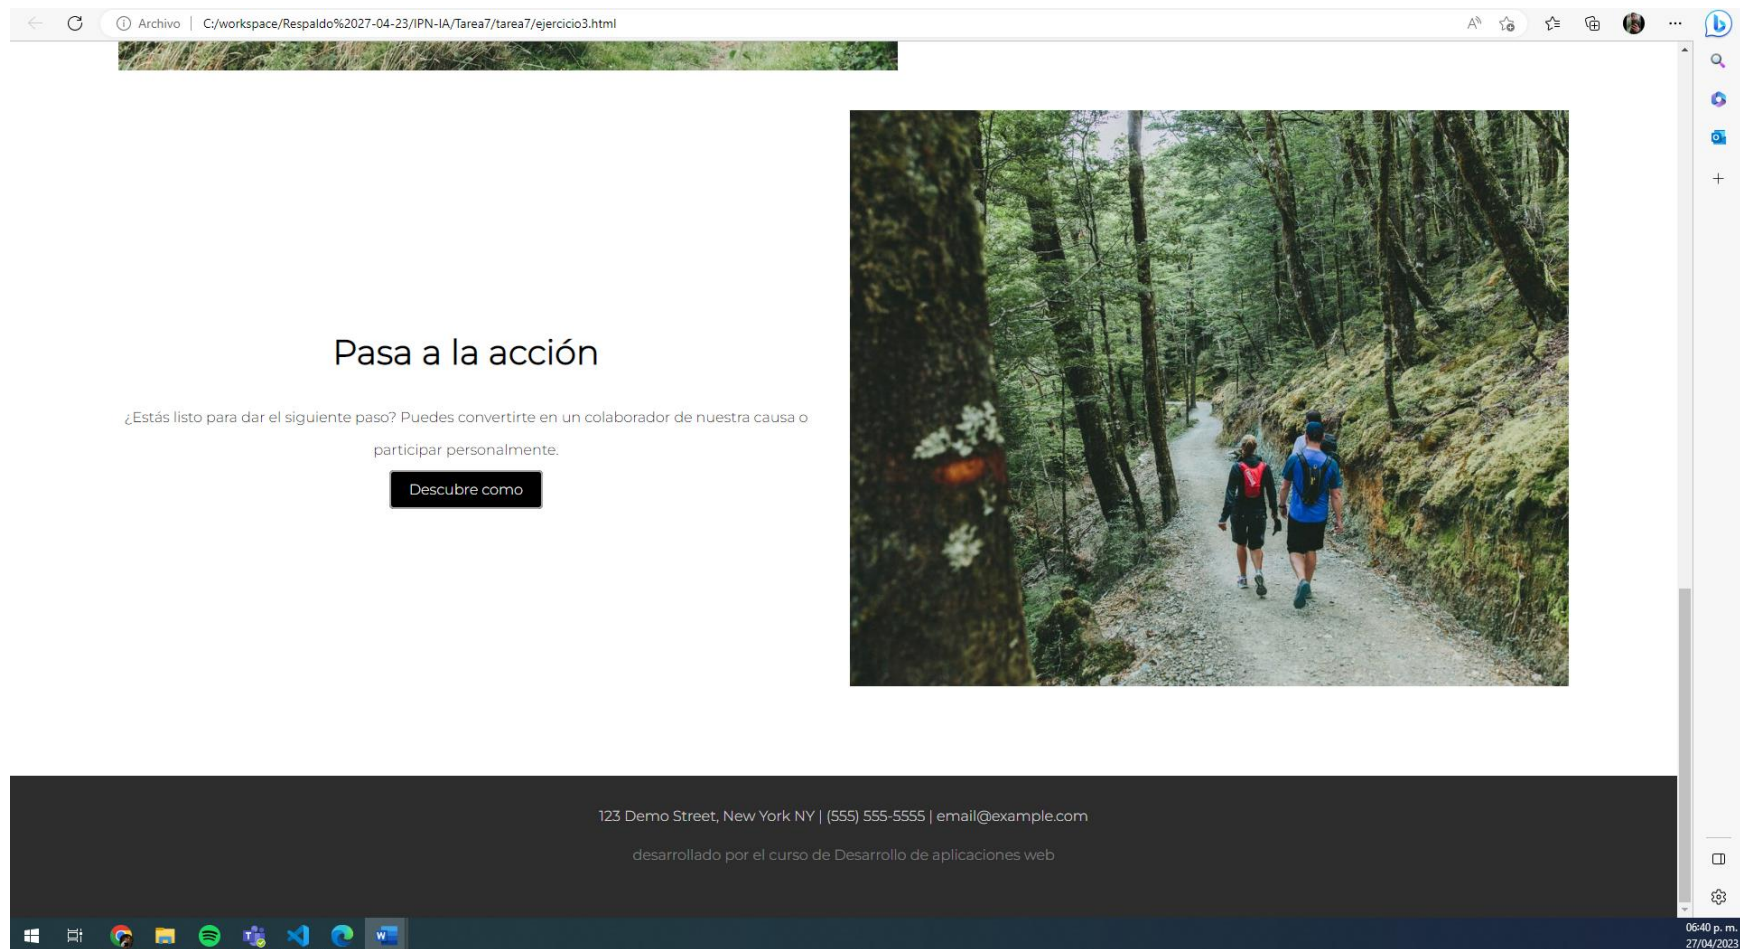 Archivo | C:/workspace/Respaldo%2027-04-23/IPN-IA/Tarea7/tarea7/ejercicio3.html
Pasa a la acción
¿Estás listo para dar el siguiente paso? Puedes convertirte en un colaborador de nuestra causa o
participar personalmente.
Descubre como
123 Demo Street, New York NY | (555) 555-5555 | email@example.com
desarrollado por el curso de Desarrollo de aplicaciones web
06:40 p. m.
27/04/2023